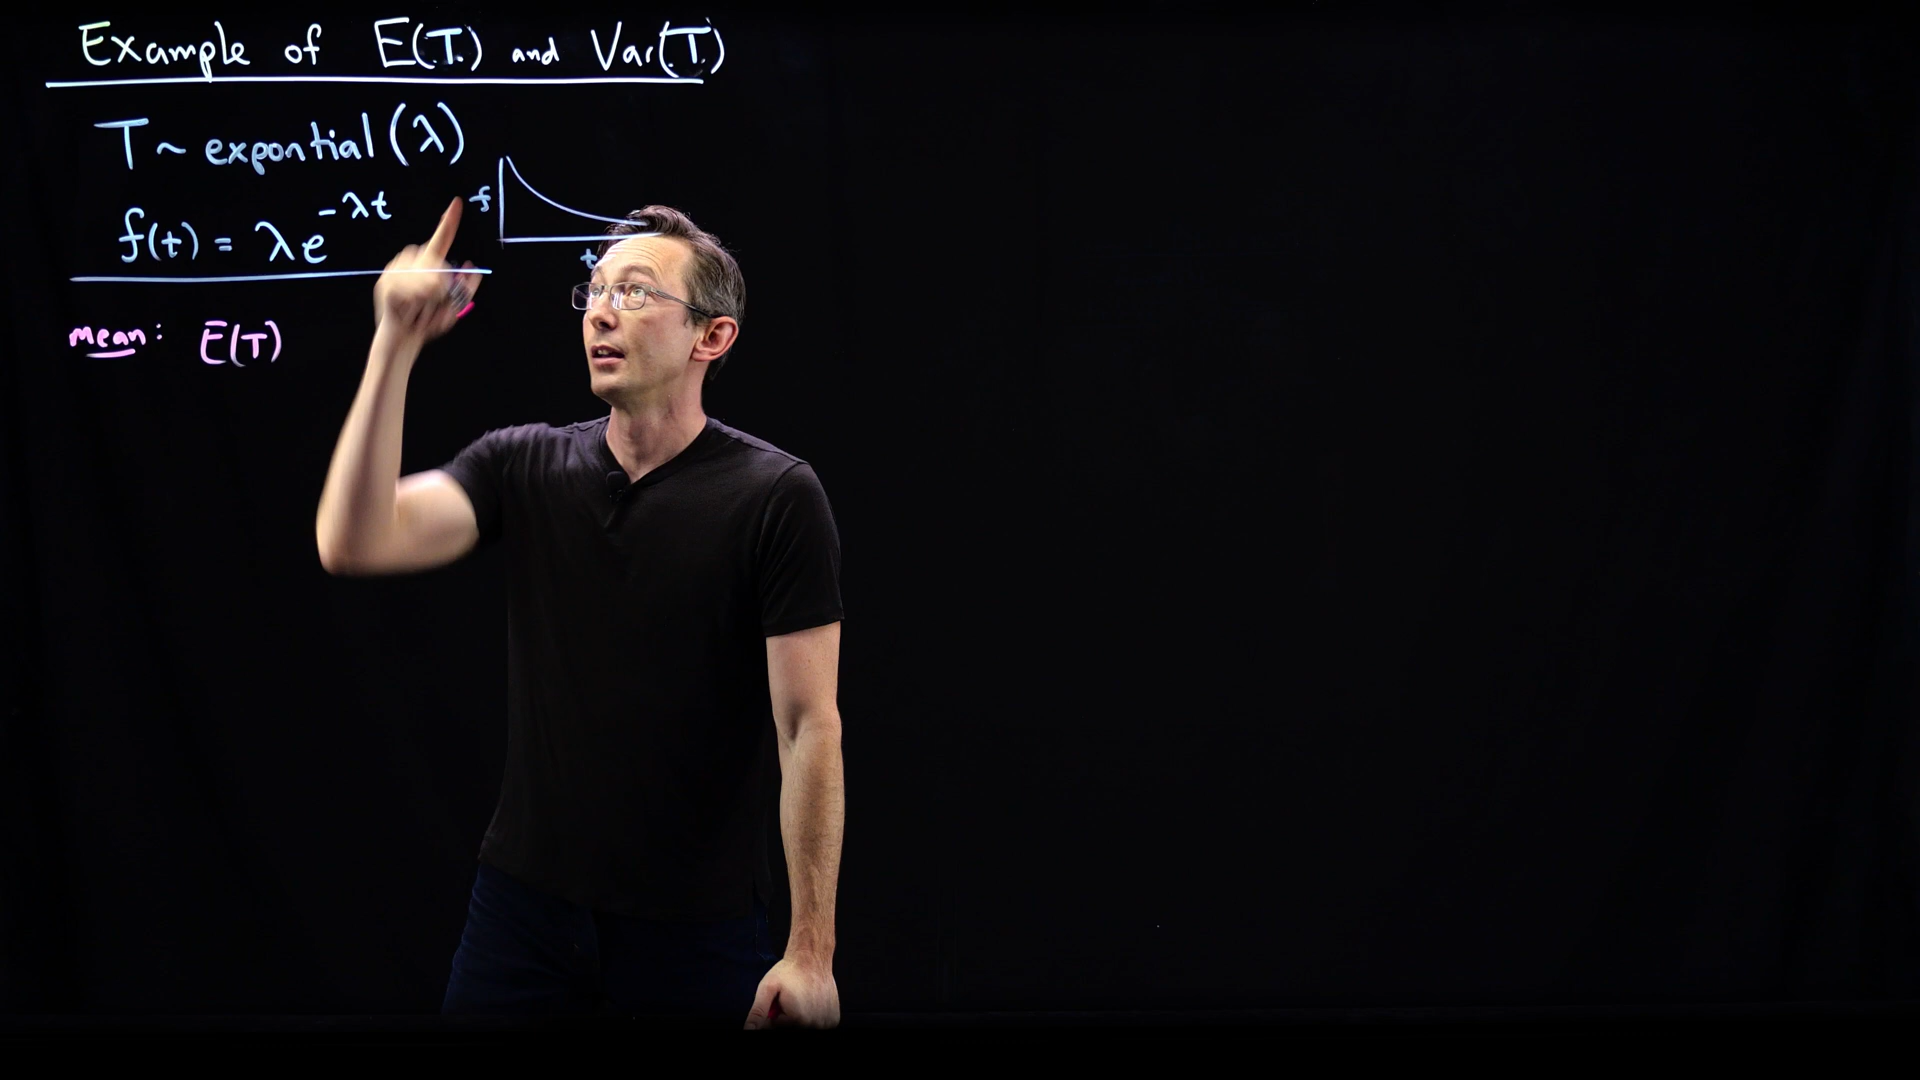 Example of E(T) and Var(T)
T ~ expontial (λ)
f(t) = λe^{-λt}
f
t
mean: E(T)